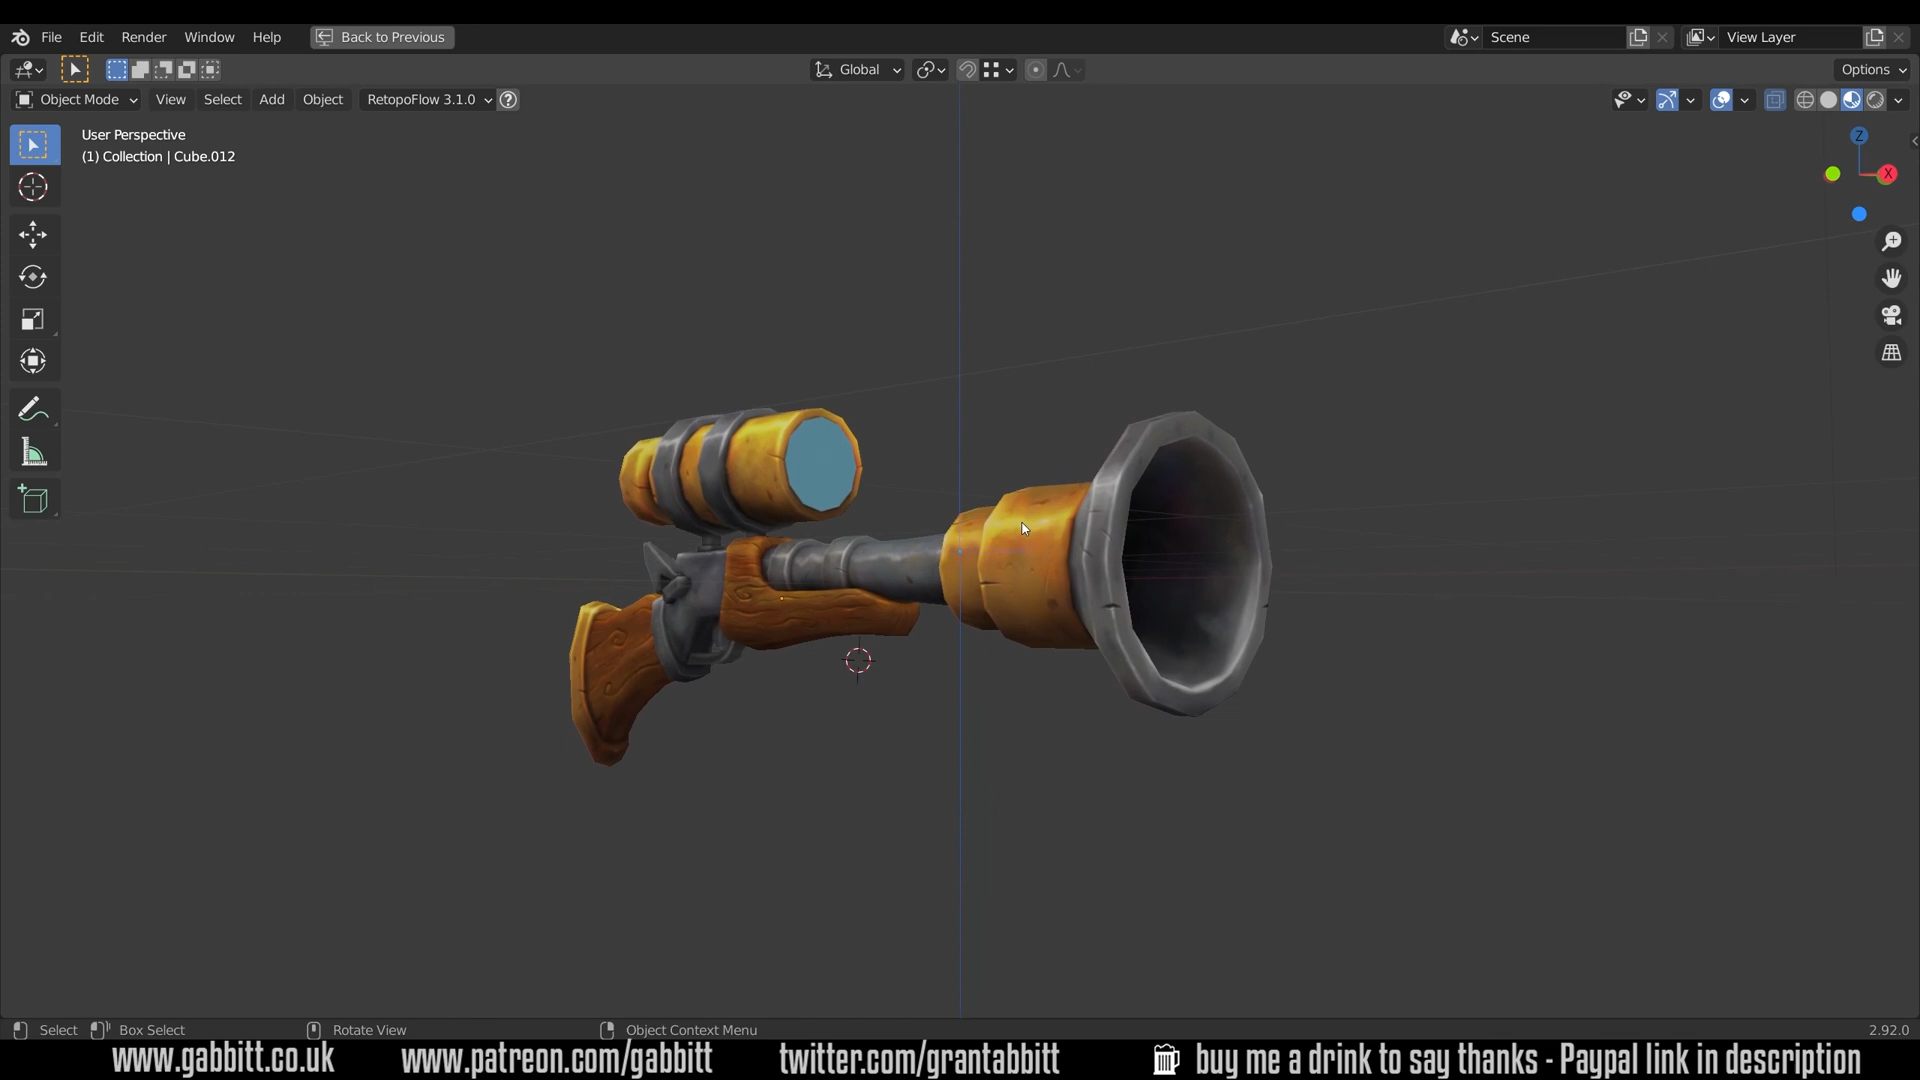 File Edit Render Window Help Back to Previous Scene View Layer
Global Options
Object Mode View Select Add Object RetopoFlow 3.1.0
User Perspective
(1) Collection | Cube.012
Z
X
Select Box Select Rotate View Object Context Menu 2.92.0
www.gabbitt.co.uk www.patreon.com/gabbitt twitter.com/grantabbitt buy me a drink to say thanks - Paypal link in description